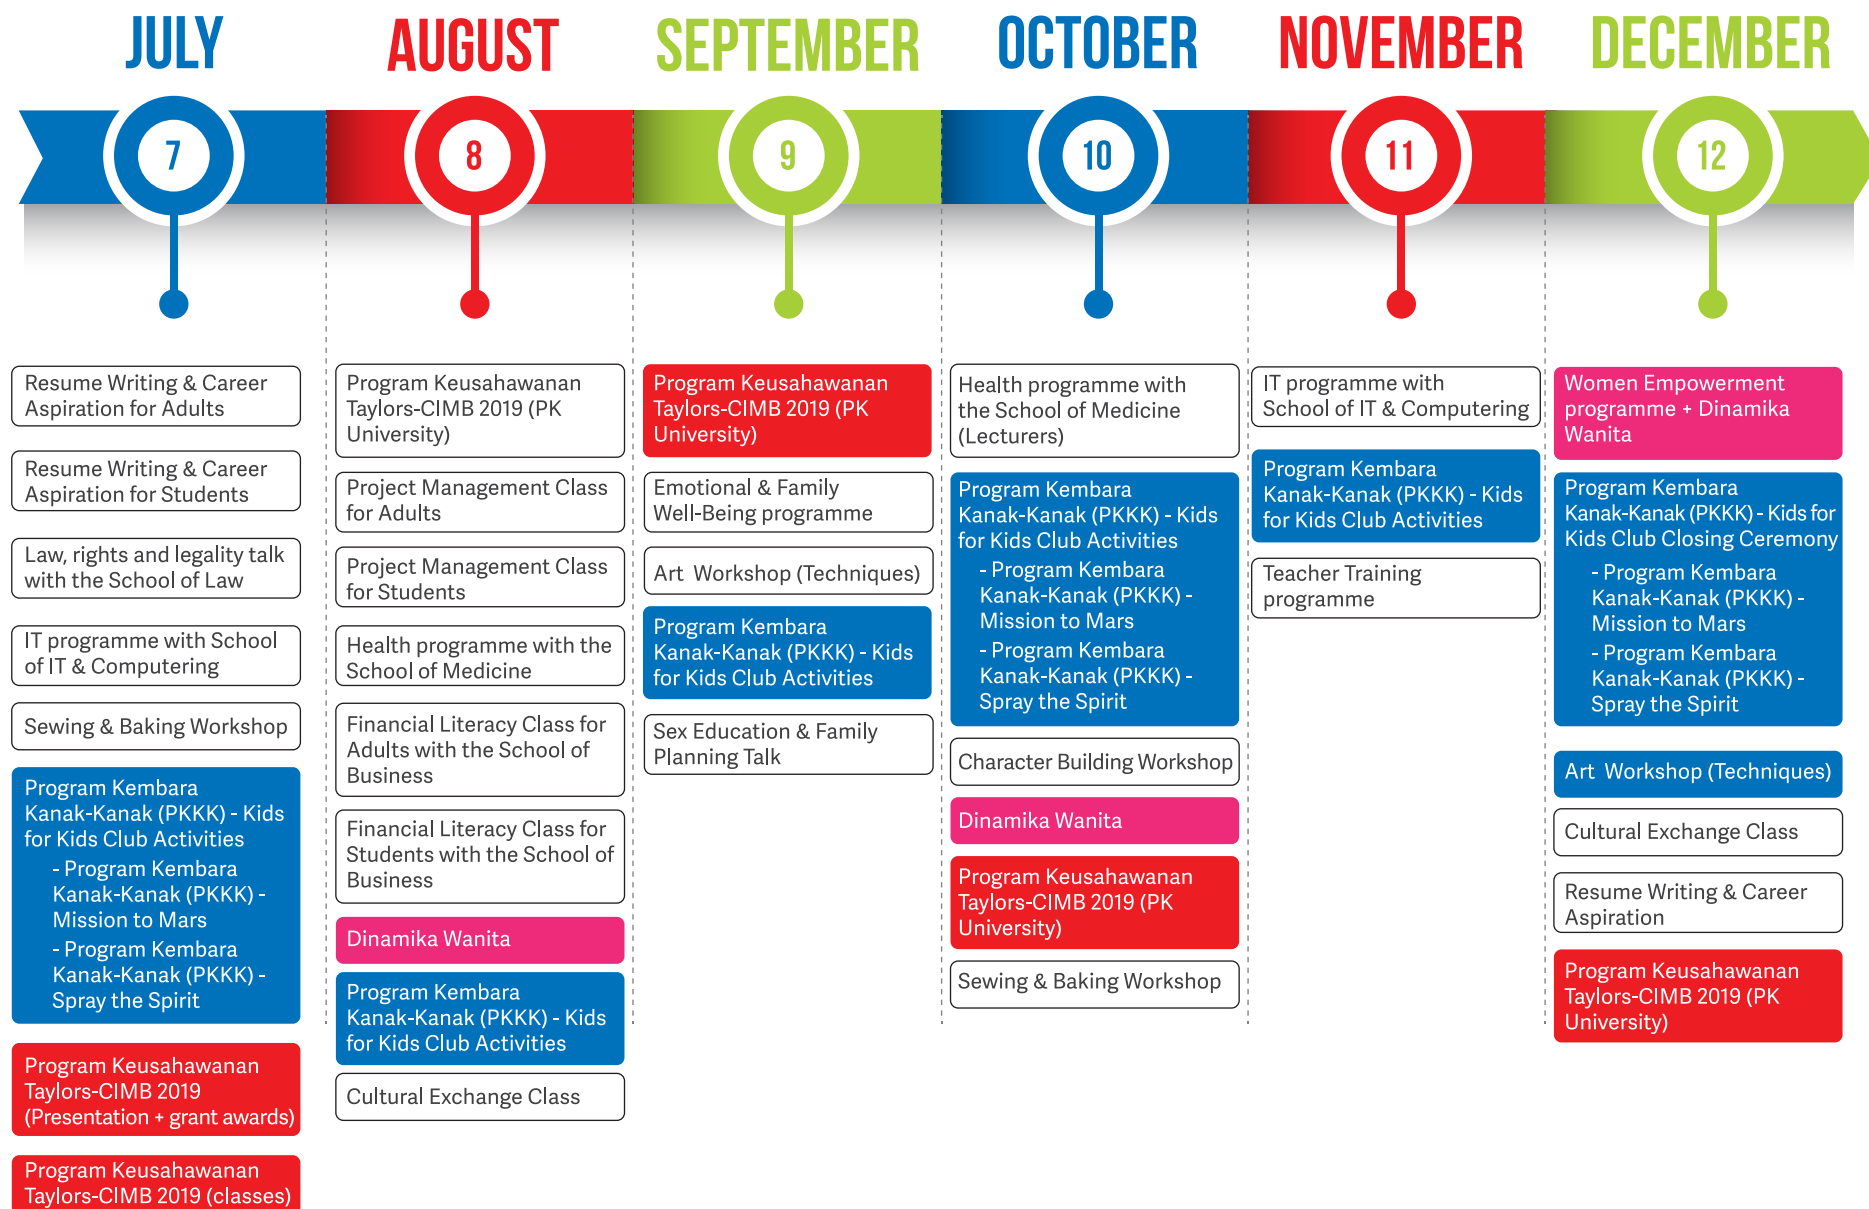 JULY
7
Resume Writing & Career
Aspiration for Adults
Resume Writing & Career
Aspiration for Students
Law, rights and legality talk
with the School of Law
IT programme with School
of IT & Computering
Sewing & Baking Workshop
Program Kembara
Kanak-Kanak (PKKK) - Kids
for Kids Club Activities
- Program Kembara
Kanak-Kanak (PKKK) -
Mission to Mars
- Program Kembara
Kanak-Kanak (PKKK) -
Spray the Spirit
Program Keusahawanan
Taylors-CIMB 2019
(Presentation + grant awards)
Program Keusahawanan
Taylors-CIMB 2019 (classes)
AUGUST
8
Program Keusahawanan
Taylors-CIMB 2019 (PK
University)
Project Management Class
for Adults
Project Management Class
for Students
Health programme with the
School of Medicine
Financial Literacy Class for
Adults with the School of
Business
Financial Literacy Class for
Students with the School of
Business
Dinamika Wanita
Program Kembara
Kanak-Kanak (PKKK) - Kids
for Kids Club Activities
Cultural Exchange Class
SEPTEMBER
9
Program Keusahawanan
Taylors-CIMB 2019 (PK
University)
Emotional & Family
Well-Being programme
Art Workshop (Techniques)
Program Kembara
Kanak-Kanak (PKKK) - Kids
for Kids Club Activities
Sex Education & Family
Planning Talk
OCTOBER
10
Health programme with
the School of Medicine
(Lecturers)
Program Kembara
Kanak-Kanak (PKKK) - Kids
for Kids Club Activities
- Program Kembara
Kanak-Kanak (PKKK) -
Mission to Mars
- Program Kembara
Kanak-Kanak (PKKK) -
Spray the Spirit
Character Building Workshop
Dinamika Wanita
Program Keusahawanan
Taylors-CIMB 2019 (PK
University)
Sewing & Baking Workshop
NOVEMBER
11
IT programme with
School of IT & Computering
Program Kembara
Kanak-Kanak (PKKK) - Kids
for Kids Club Activities
Teacher Training
programme
DECEMBER
12
Women Empowerment
programme + Dinamika
Wanita
Program Kembara
Kanak-Kanak (PKKK) - Kids for
Kids Club Closing Ceremony
- Program Kembara
Kanak-Kanak (PKKK) -
Mission to Mars
- Program Kembara
Kanak-Kanak (PKKK) -
Spray the Spirit
Art Workshop (Techniques)
Cultural Exchange Class
Resume Writing & Career
Aspiration
Program Keusahawanan
Taylors-CIMB 2019 (PK
University)